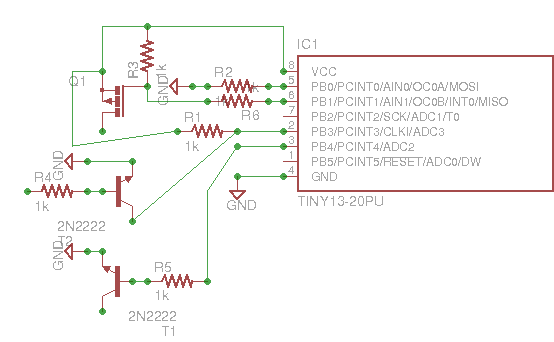 IC1
8 VCC
5 PB0/PCINT0/AIN0/OC0A/MOSI
6 PB1/PCINT1/AIN1/OC0B/INT0/MISO
7 PB2/PCINT2/SCK/ADC1/T0
2 PB3/PCINT3/CLKI/ADC3
3 PB4/PCINT4/ADC2
1 PB5/PCINT5/RESET/ADC0/DW
4 GND
TINY13-20PU
Q1
R3
1k
GND
R2
R6
R1
1k
GND
GND
R4
1k
2N2222
T2
GND
R5
1k
2N2222
T1